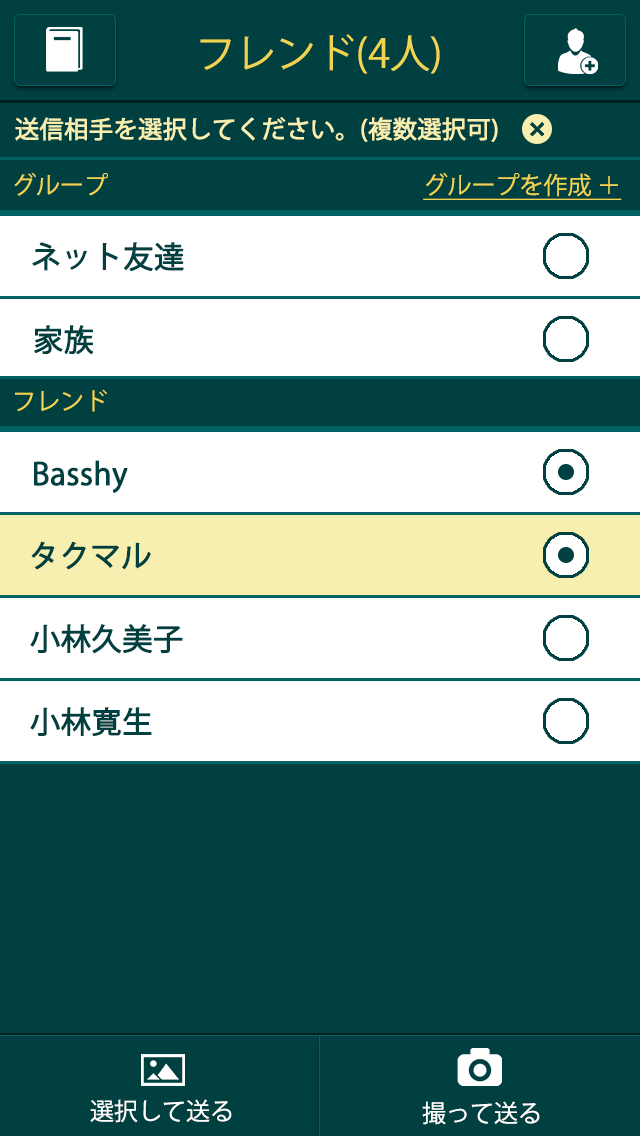 フレンド(4人)
送信相手を選択してください。(複数選択可)
グループ
グループを作成＋
ネット友達
家族
フレンド
Basshy
タクマル
小林久美子
小林寛生
選択して送る
撮って送る